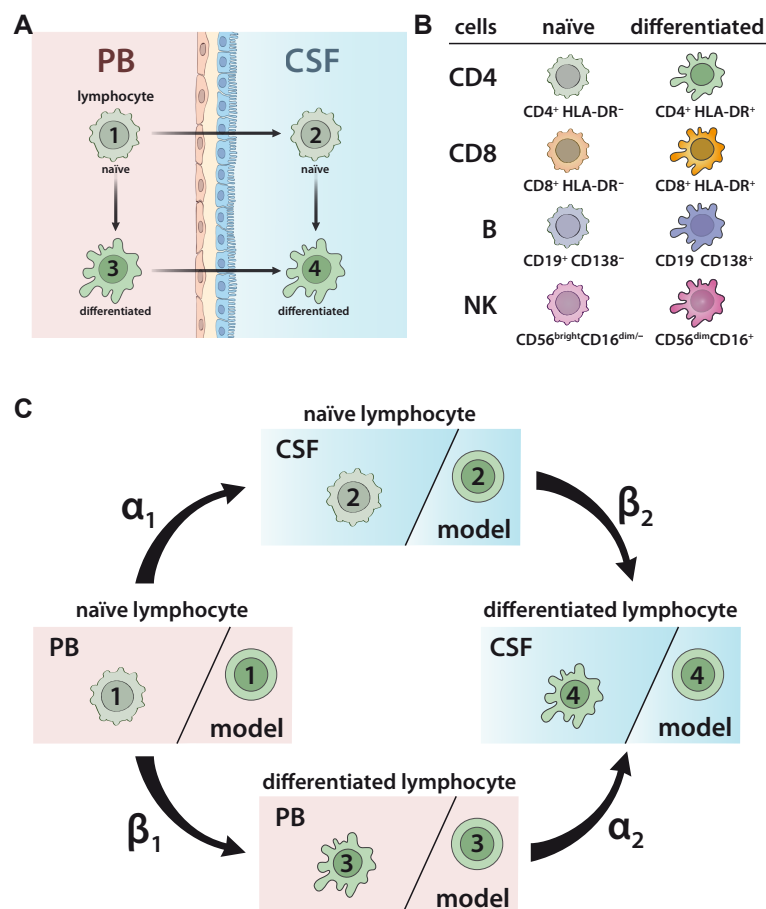 A
PB
CSF
lymphocyte
1
2
naïve
naïve
3
4
differentiated
differentiated
B
cells naïve differentiated
CD4
CD4⁺ HLA-DR⁻ CD4⁺ HLA-DR⁺
CD8
CD8⁺ HLA-DR⁻ CD8⁺ HLA-DR⁺
B
CD19⁺ CD138⁻ CD19 CD138⁺
NK
CD56ᵇʳⁱᵍʰᵗCD16ᵈⁱᵐ/⁻ CD56ᵈⁱᵐCD16⁺
C
naïve lymphocyte
CSF
2
2
model
α₁
β₂
naïve lymphocyte
PB
1
1
model
differentiated lymphocyte
CSF
4
4
model
β₁
α₂
differentiated lymphocyte
PB
3
3
model